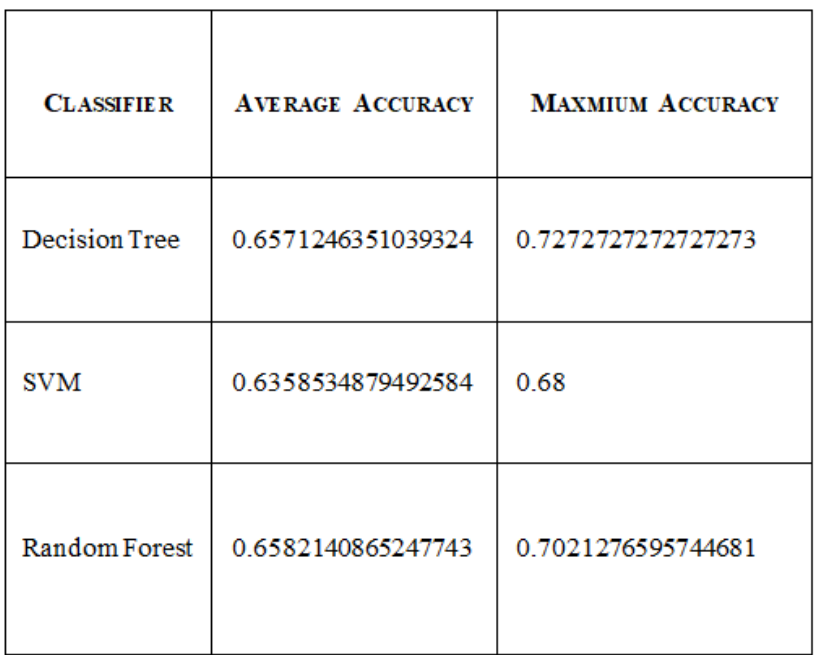 CLASSIFIER AVERAGE ACCURACY MAXMIUM ACCURACY
Decision Tree 0.6571246351039324 0.7272727272727273
SVM 0.6358534879492584 0.68
Random Forest 0.6582140865247743 0.7021276595744681